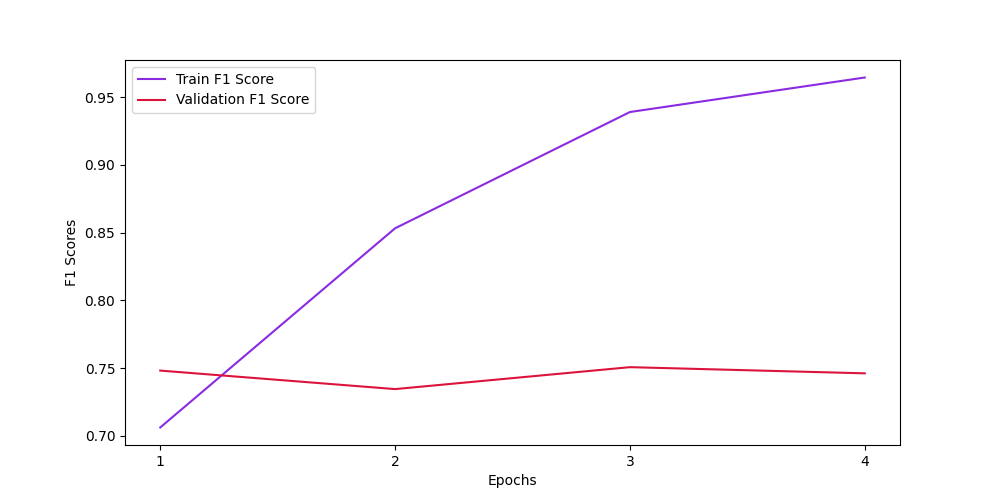 Train F1 Score
Validation F1 Score
0.95
0.90
0.85
0.80
0.75
0.70
F1 Scores
1 2 3 4
Epochs